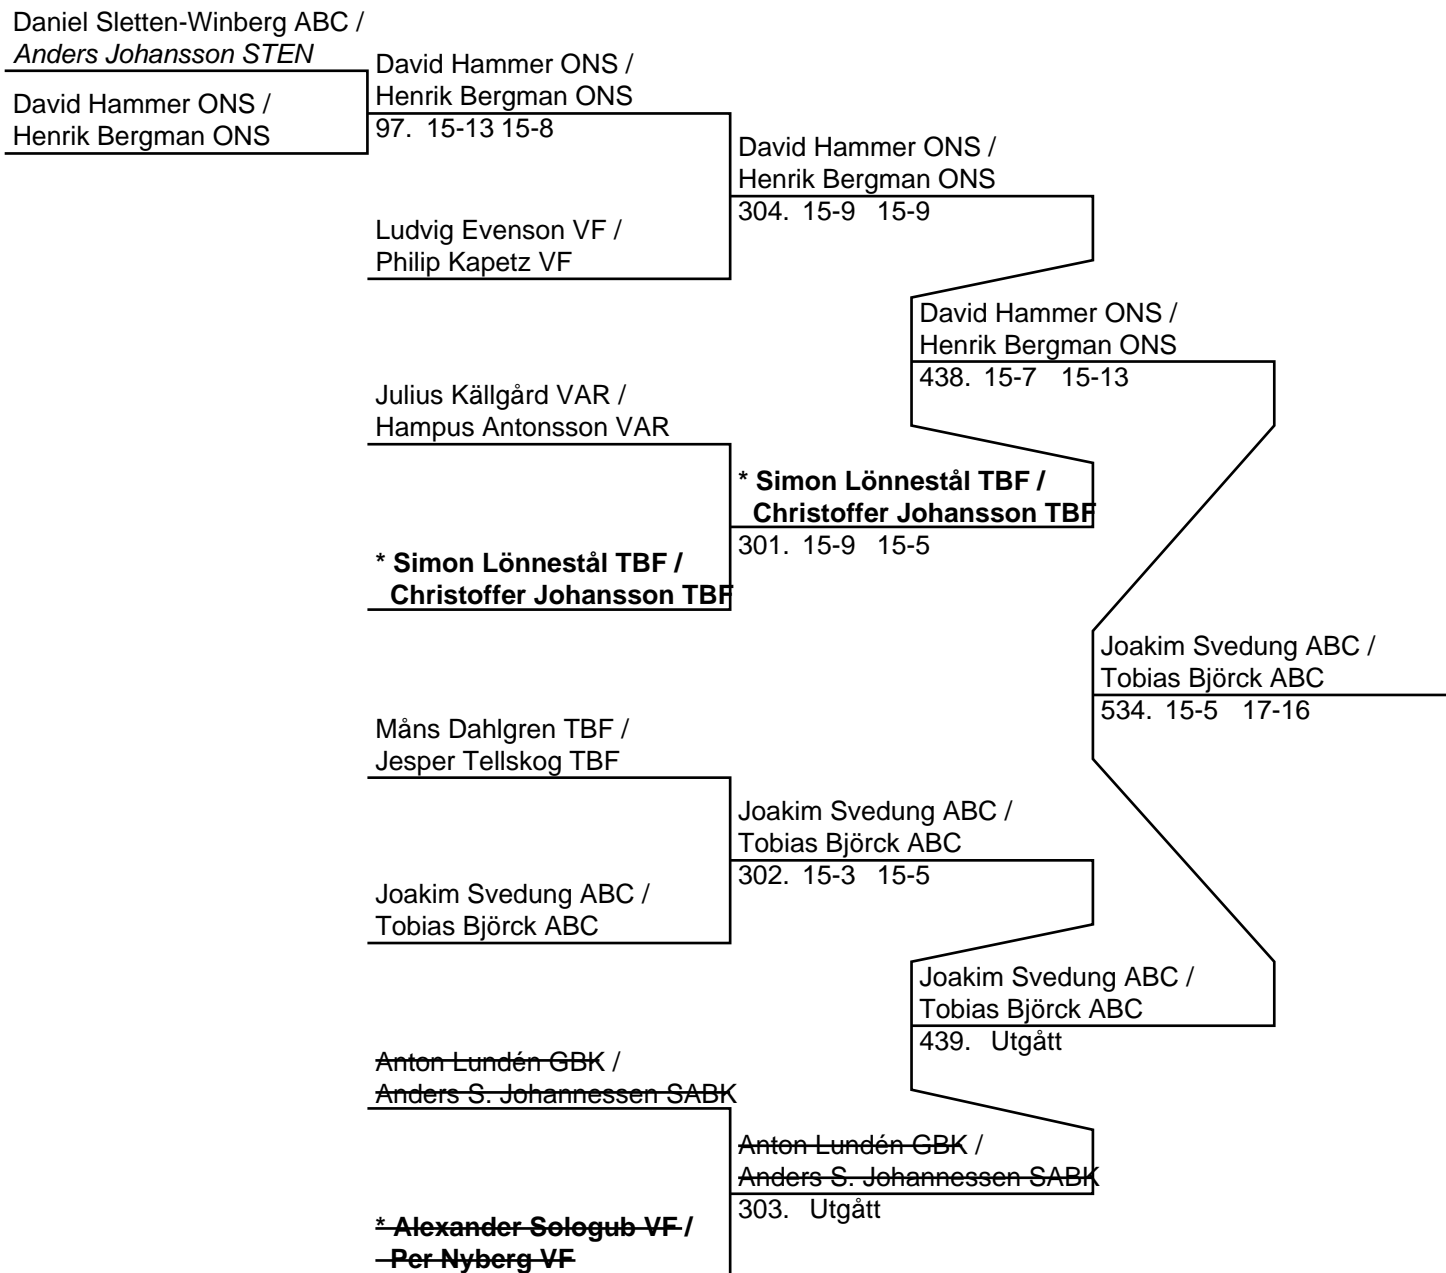 Daniel Sletten-Winberg ABC /
Anders Johansson STEN
David Hammer ONS /
Henrik Bergman ONS
David Hammer ONS /
Henrik Bergman ONS
97. 15-13 15-8
Ludvig Evenson VF /
Philip Kapetz VF
David Hammer ONS /
Henrik Bergman ONS
304. 15-9 15-9
Julius Källgård VAR /
Hampus Antonsson VAR
* Simon Lönnestål TBF /
Christoffer Johansson TBF
* Simon Lönnestål TBF /
Christoffer Johansson TBF
301. 15-9 15-5
David Hammer ONS /
Henrik Bergman ONS
438. 15-7 15-13
Måns Dahlgren TBF /
Jesper Tellskog TBF
Joakim Svedung ABC /
Tobias Björck ABC
Joakim Svedung ABC /
Tobias Björck ABC
302. 15-3 15-5
Anton Lundén GBK /
Anders S. Johannessen SABK
* Alexander Sologub VF /
Per Nyberg VF
Anton Lundén GBK /
Anders S. Johannessen SABK
303. Utgått
Joakim Svedung ABC /
Tobias Björck ABC
439. Utgått
Joakim Svedung ABC /
Tobias Björck ABC
534. 15-5 17-16